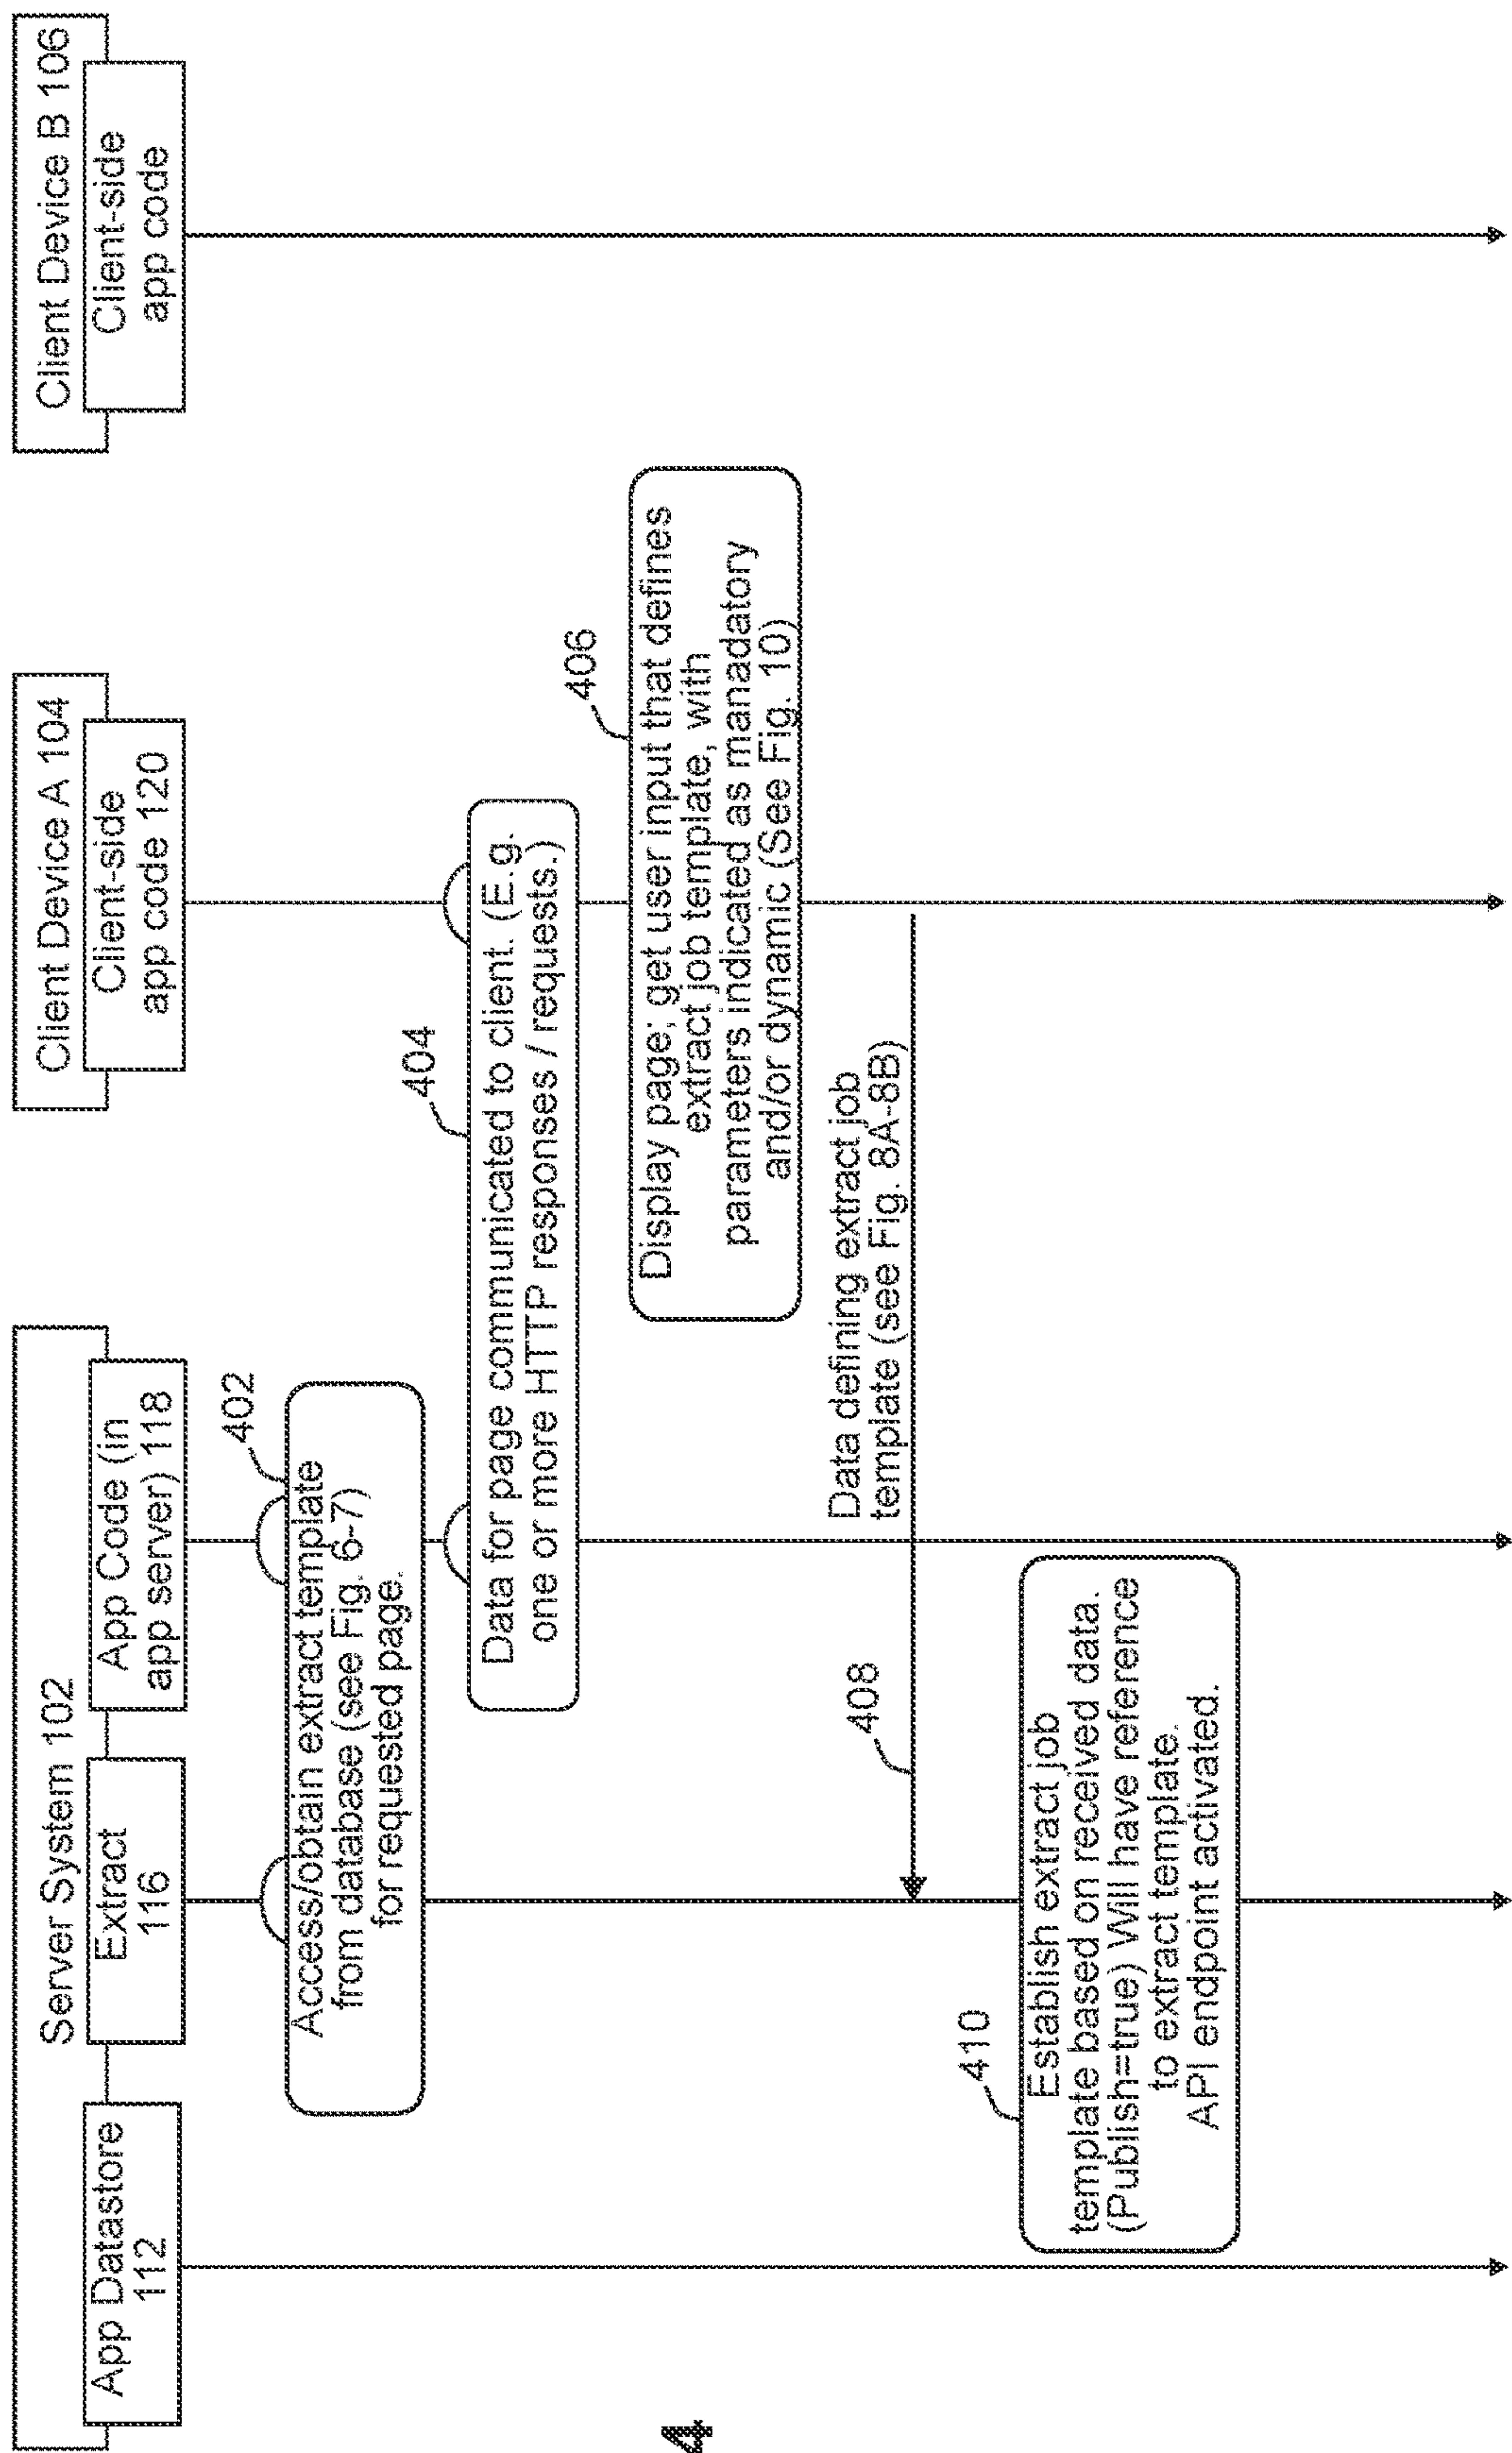 Server System 102
App Datastore
112
Extract
116
App Code (in
app server) 118
Client Device A 104
Client-side
app code 120
Client Device B 106
Client-side
app code
402
Access/obtain extract template
from database (see Fig. 6-7)
for requested page.
404
Data for page communicated to client. (E.g.
one or more HTTP responses / requests.)
406
Display page; get user input that defines
extract job template, with
parameters indicated as manadatory
and/or dynamic (See Fig. 10)
Data defining extract job
template (see Fig. 8A-8B)
408
410
Establish extract job
template based on received data.
(Publish=true) Will have reference
to extract template.
API endpoint activated.
4